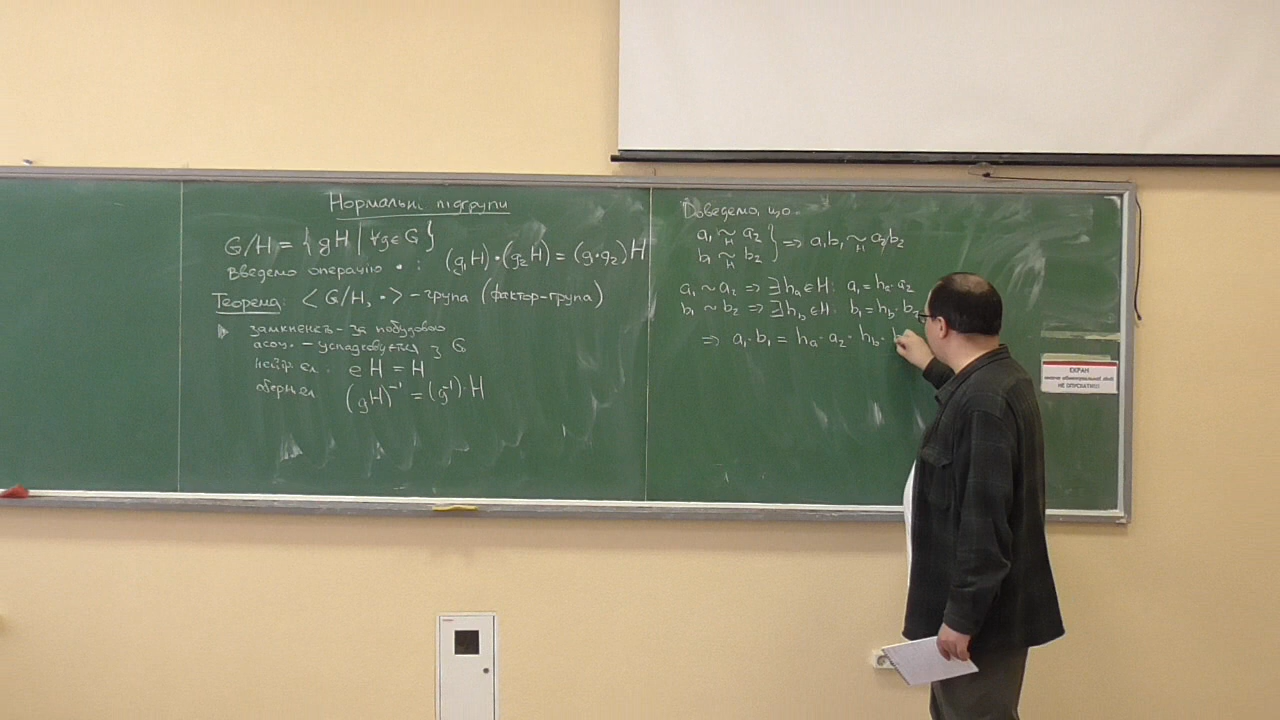 Нормальні підгрупи
G/H = { gH | ∀g∈G }
введемо операцію • : (g₁H)•(g₂H) = (g·g₂)H
Теорема: <G/H, •> – група (фактор-група)
замкненість – за побудовою
асоц. – успадковується з G
нейтр. ел. eH = H
оберн. ел (gH)⁻¹ = (g⁻¹)·H
Доведемо, що:
a₁ ~ᴴ a₂
b₁ ~ᴴ b₂ } => a₁b₁ ~ᴴ a₂b₂
a₁ ~ a₂ => ∃hₐ∈H: a₁ = hₐ·a₂
b₁ ~ b₂ => ∃h_b∈H: b₁ = h_b·b₂
=> a₁·b₁ = hₐ·a₂·h_b·b
ЕКРАН
НЕ ОПУСКАТИ!!!